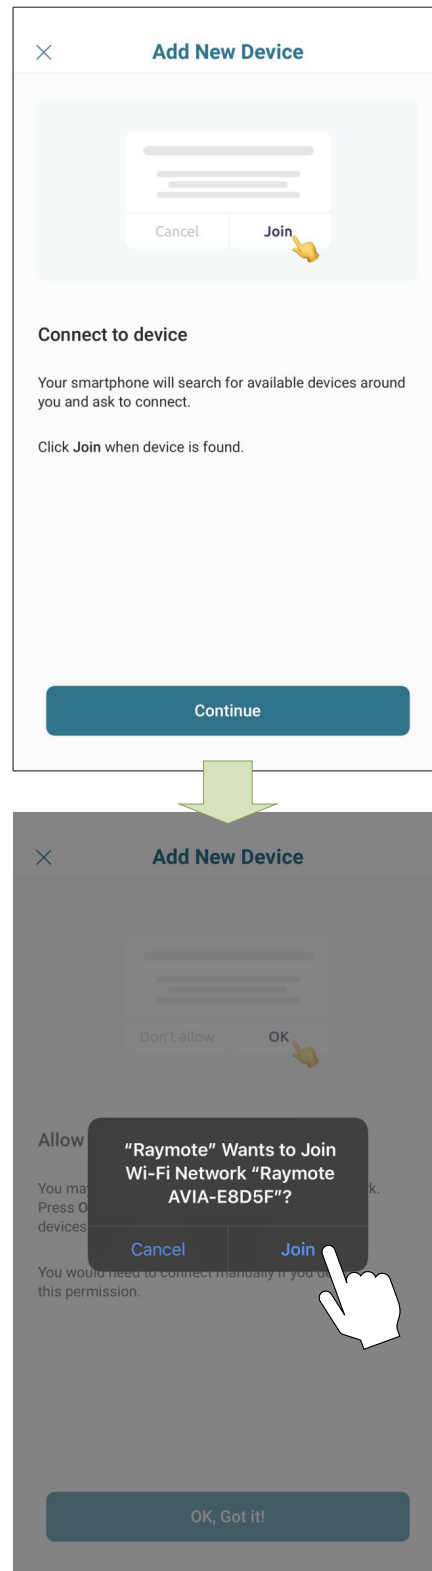 Add New Device
Cancel
Join
Connect to device
Your smartphone will search for available devices around
you and ask to connect.
Click Join when device is found.
Continue
Add New Device
Don't allow
OK
Allow
“Raymote” Wants to Join
Wi-Fi Network “Raymote
AVIA-E8D5F”?
You may
k.
Press O
devices
Cancel
Join
You would need to connect manually if you d
this permission.
OK, Got it!